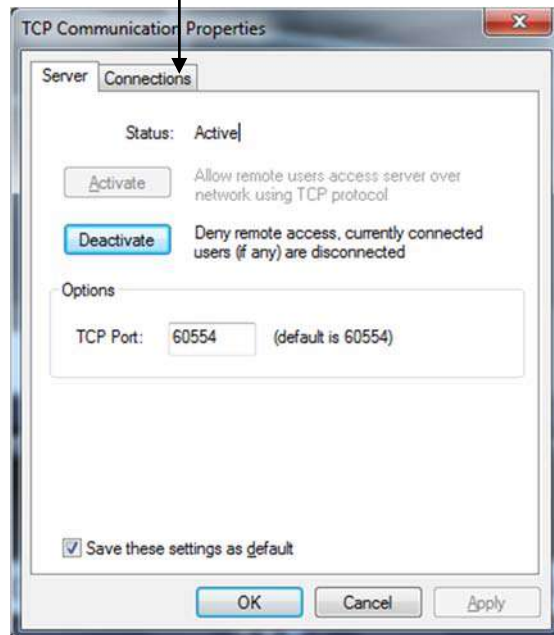 TCP Communication Properties
Server
Connections
Status: Active
Activate
Allow remote users access server over
network using TCP protocol
Deactivate
Deny remote access, currently connected
users (if any) are disconnected
Options
TCP Port: 60554 (default is 60554)
Save these settings as default
OK
Cancel
Apply